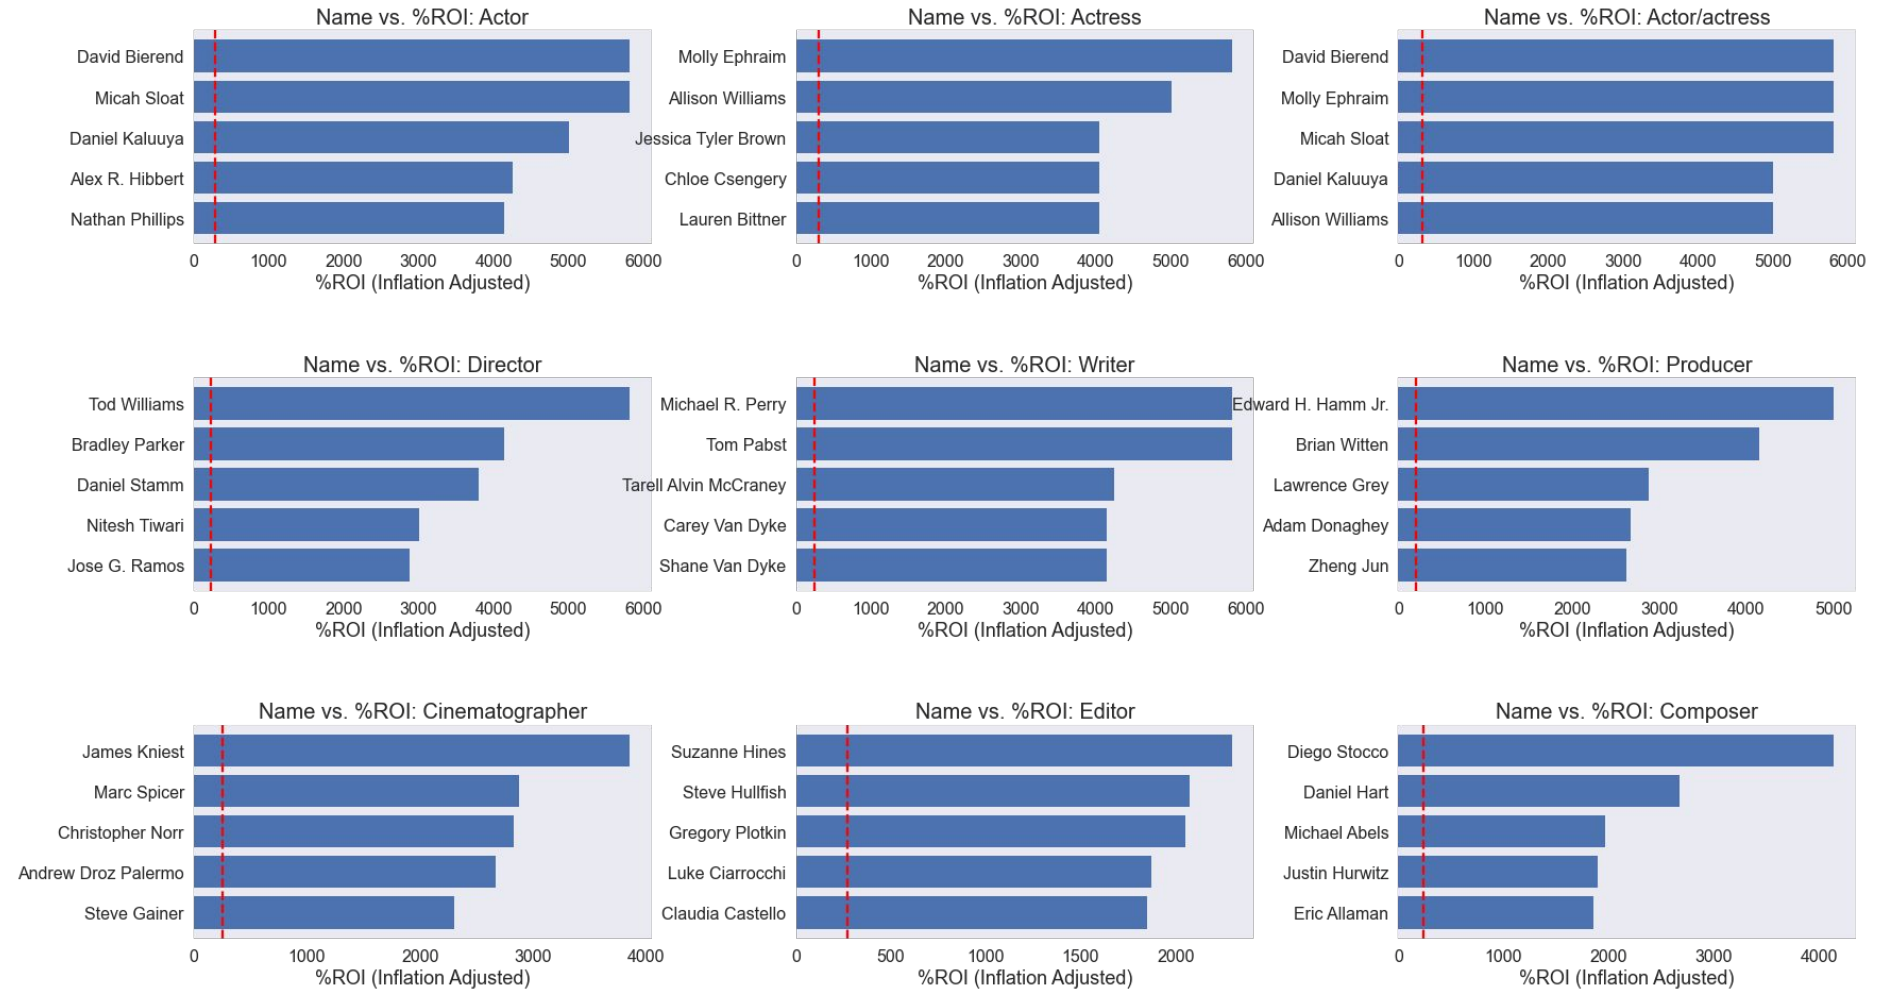 Name vs. %ROI: Actor
David Bierend
Micah Sloat
Daniel Kaluuya
Alex R. Hibbert
Nathan Phillips
0 1000 2000 3000 4000 5000 6000
%ROI (Inflation Adjusted)
Name vs. %ROI: Actress
Molly Ephraim
Allison Williams
Jessica Tyler Brown
Chloe Csengery
Lauren Bittner
0 1000 2000 3000 4000 5000 6000
%ROI (Inflation Adjusted)
Name vs. %ROI: Actor/actress
David Bierend
Molly Ephraim
Micah Sloat
Daniel Kaluuya
Allison Williams
0 1000 2000 3000 4000 5000 6000
%ROI (Inflation Adjusted)
Name vs. %ROI: Director
Tod Williams
Bradley Parker
Daniel Stamm
Nitesh Tiwari
Jose G. Ramos
0 1000 2000 3000 4000 5000 6000
%ROI (Inflation Adjusted)
Name vs. %ROI: Writer
Michael R. Perry
Tom Pabst
Tarell Alvin McCraney
Carey Van Dyke
Shane Van Dyke
0 1000 2000 3000 4000 5000 6000
%ROI (Inflation Adjusted)
Name vs. %ROI: Producer
Edward H. Hamm Jr.
Brian Witten
Lawrence Grey
Adam Donaghey
Zheng Jun
0 1000 2000 3000 4000 5000
%ROI (Inflation Adjusted)
Name vs. %ROI: Cinematographer
James Kniest
Marc Spicer
Christopher Norr
Andrew Droz Palermo
Steve Gainer
0 1000 2000 3000 4000
%ROI (Inflation Adjusted)
Name vs. %ROI: Editor
Suzanne Hines
Steve Hullfish
Gregory Plotkin
Luke Ciarrocchi
Claudia Castello
0 500 1000 1500 2000
%ROI (Inflation Adjusted)
Name vs. %ROI: Composer
Diego Stocco
Daniel Hart
Michael Abels
Justin Hurwitz
Eric Allaman
0 1000 2000 3000 4000
%ROI (Inflation Adjusted)